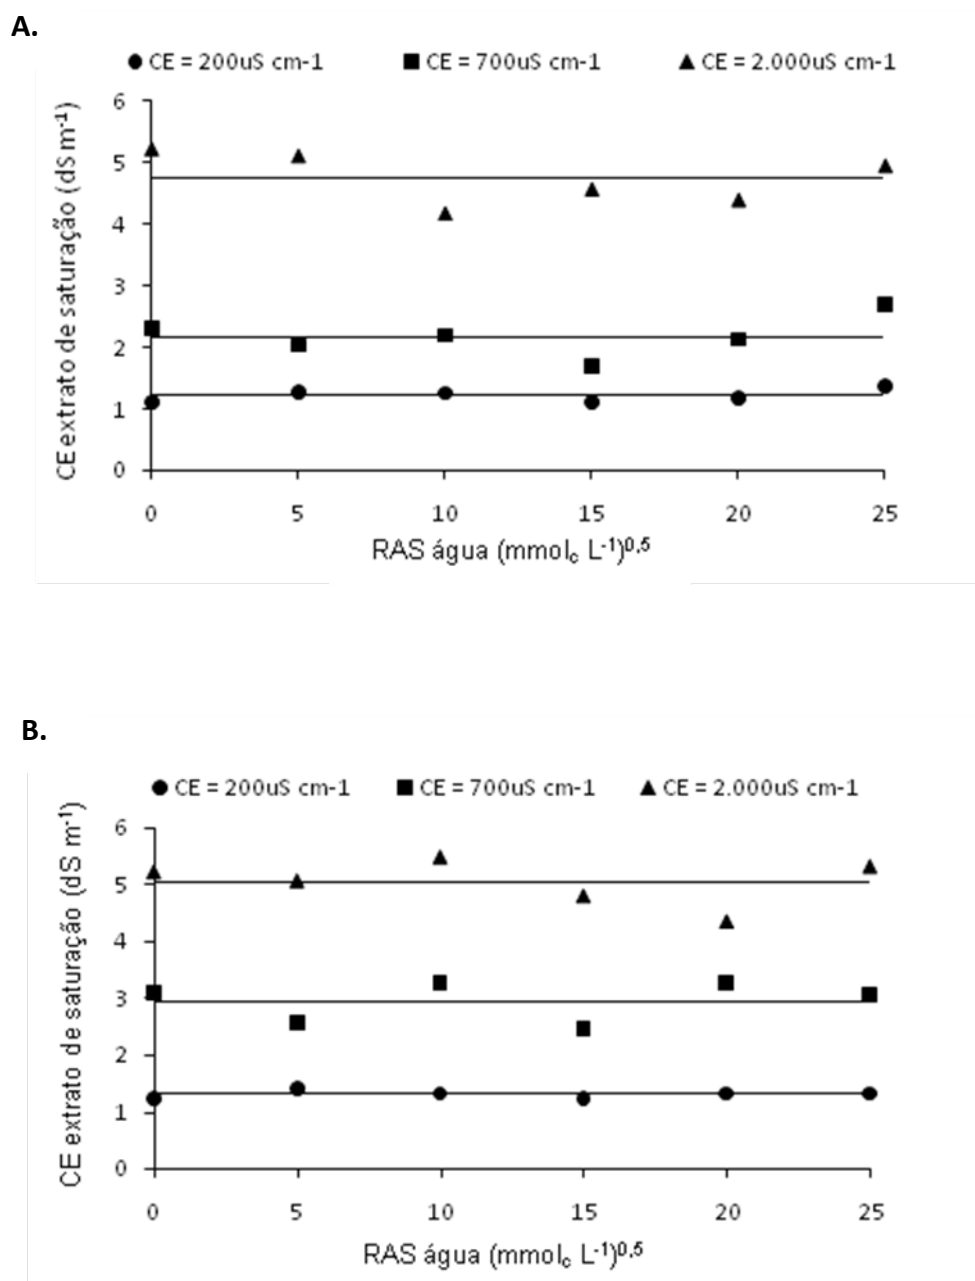 A.
CE = 200uS cm-1 CE = 700uS cm-1 CE = 2.000uS cm-1
CE extrato de saturação (dS m-1)
6
5
4
3
2
1
0
0 5 10 15 20 25
RAS água (mmolc L-1)0,5
B.
CE = 200uS cm-1 CE = 700uS cm-1 CE = 2.000uS cm-1
CE extrato de saturação (dS m-1)
6
5
4
3
2
1
0
0 5 10 15 20 25
RAS água (mmolc L-1)0,5